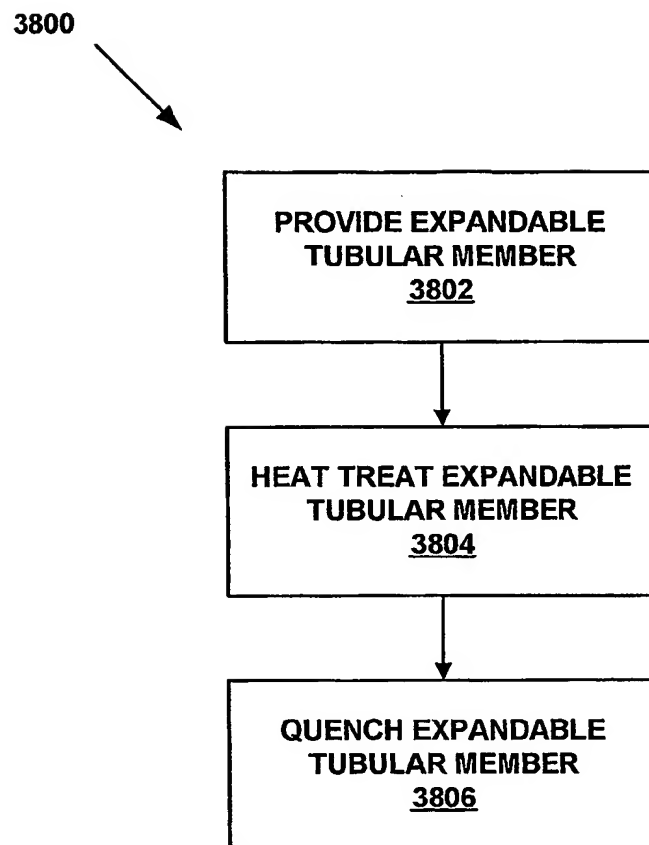 3800
PROVIDE EXPANDABLE
TUBULAR MEMBER
3802
HEAT TREAT EXPANDABLE
TUBULAR MEMBER
3804
QUENCH EXPANDABLE
TUBULAR MEMBER
3806